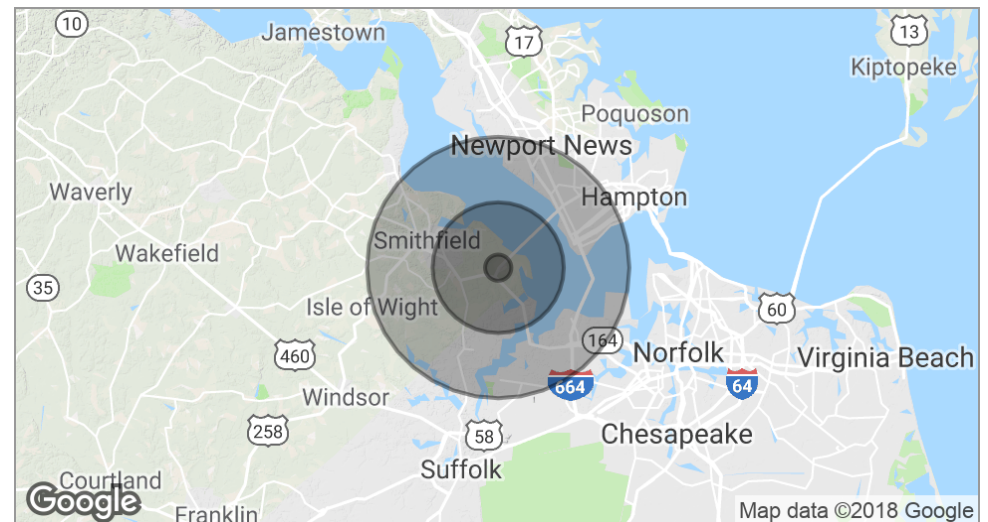 10
Jamestown
17
13
Kiptopeke
Poquoson
Newport News
Waverly
Hampton
Smithfield
Wakefield
35
Isle of Wight
60
164
460
Norfolk
Virginia Beach
664
64
Windsor
258
58
Chesapeake
Suffolk
Courtland
Google
Franklin
Map data ©2018 Google